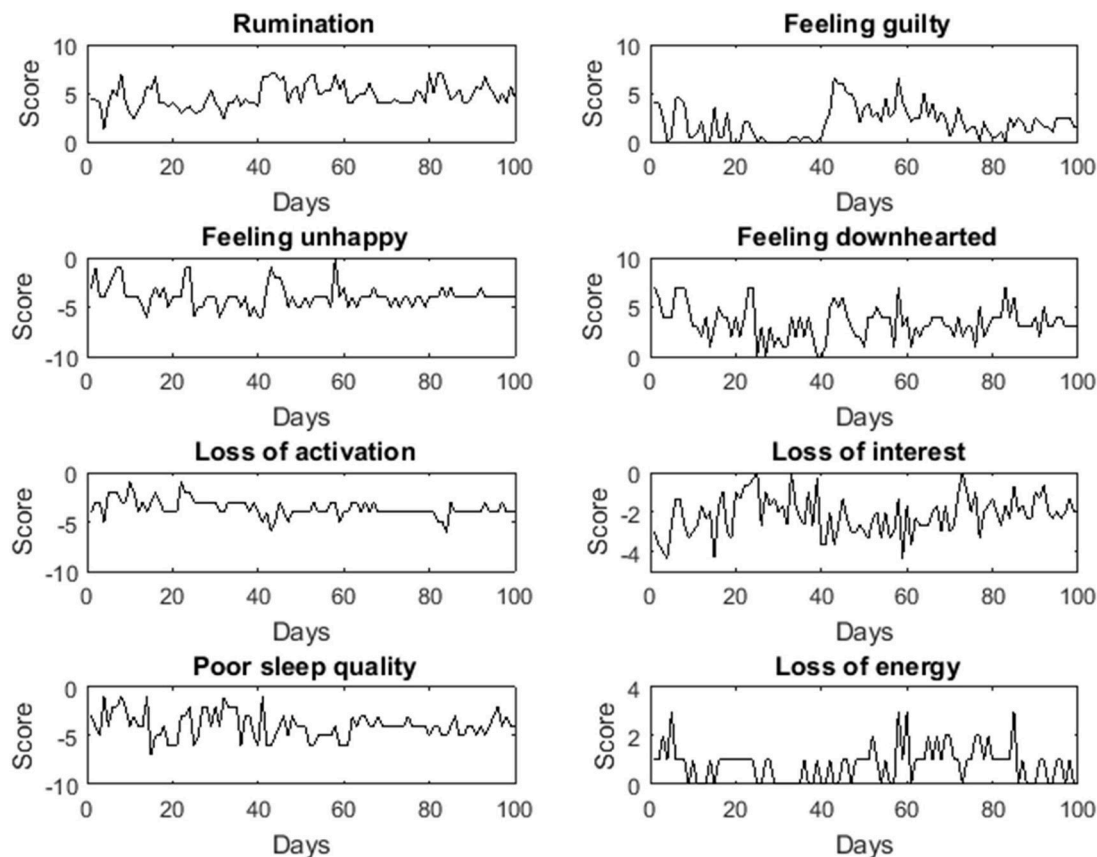 Rumination
10
5
0
Score
0 20 40 60 80 100
Days
Feeling guilty
10
5
0
Score
0 20 40 60 80 100
Days
Feeling unhappy
0
-5
-10
Score
0 20 40 60 80 100
Days
Feeling downhearted
10
5
0
Score
0 20 40 60 80 100
Days
Loss of activation
0
-5
-10
Score
0 20 40 60 80 100
Days
Loss of interest
0
-2
-4
Score
0 20 40 60 80 100
Days
Poor sleep quality
0
-5
-10
Score
0 20 40 60 80 100
Days
Loss of energy
4
2
0
Score
0 20 40 60 80 100
Days